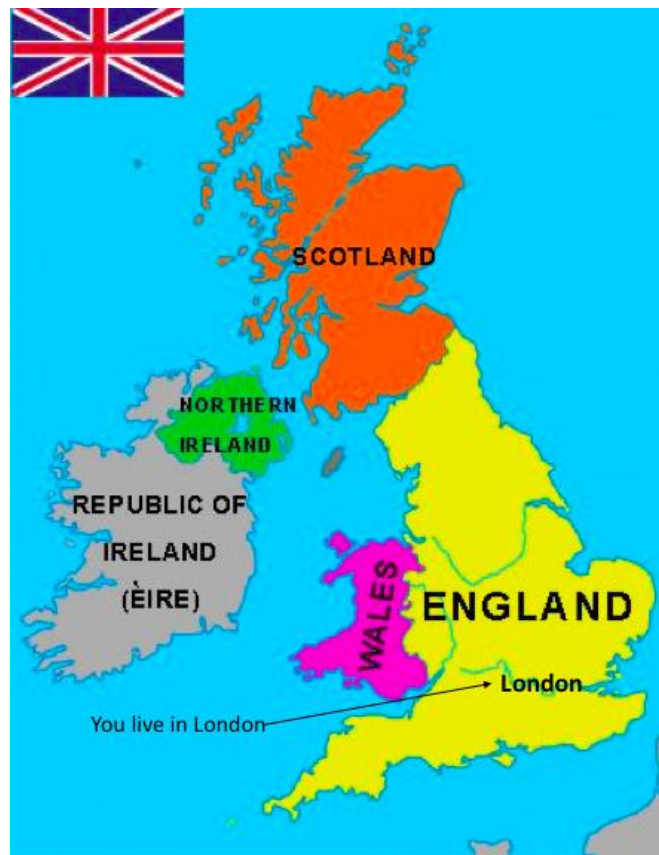 SCOTLAND
NORTHERN
IRELAND
REPUBLIC OF
IRELAND
(ÈIRE)
WALES
ENGLAND
London
You live in London